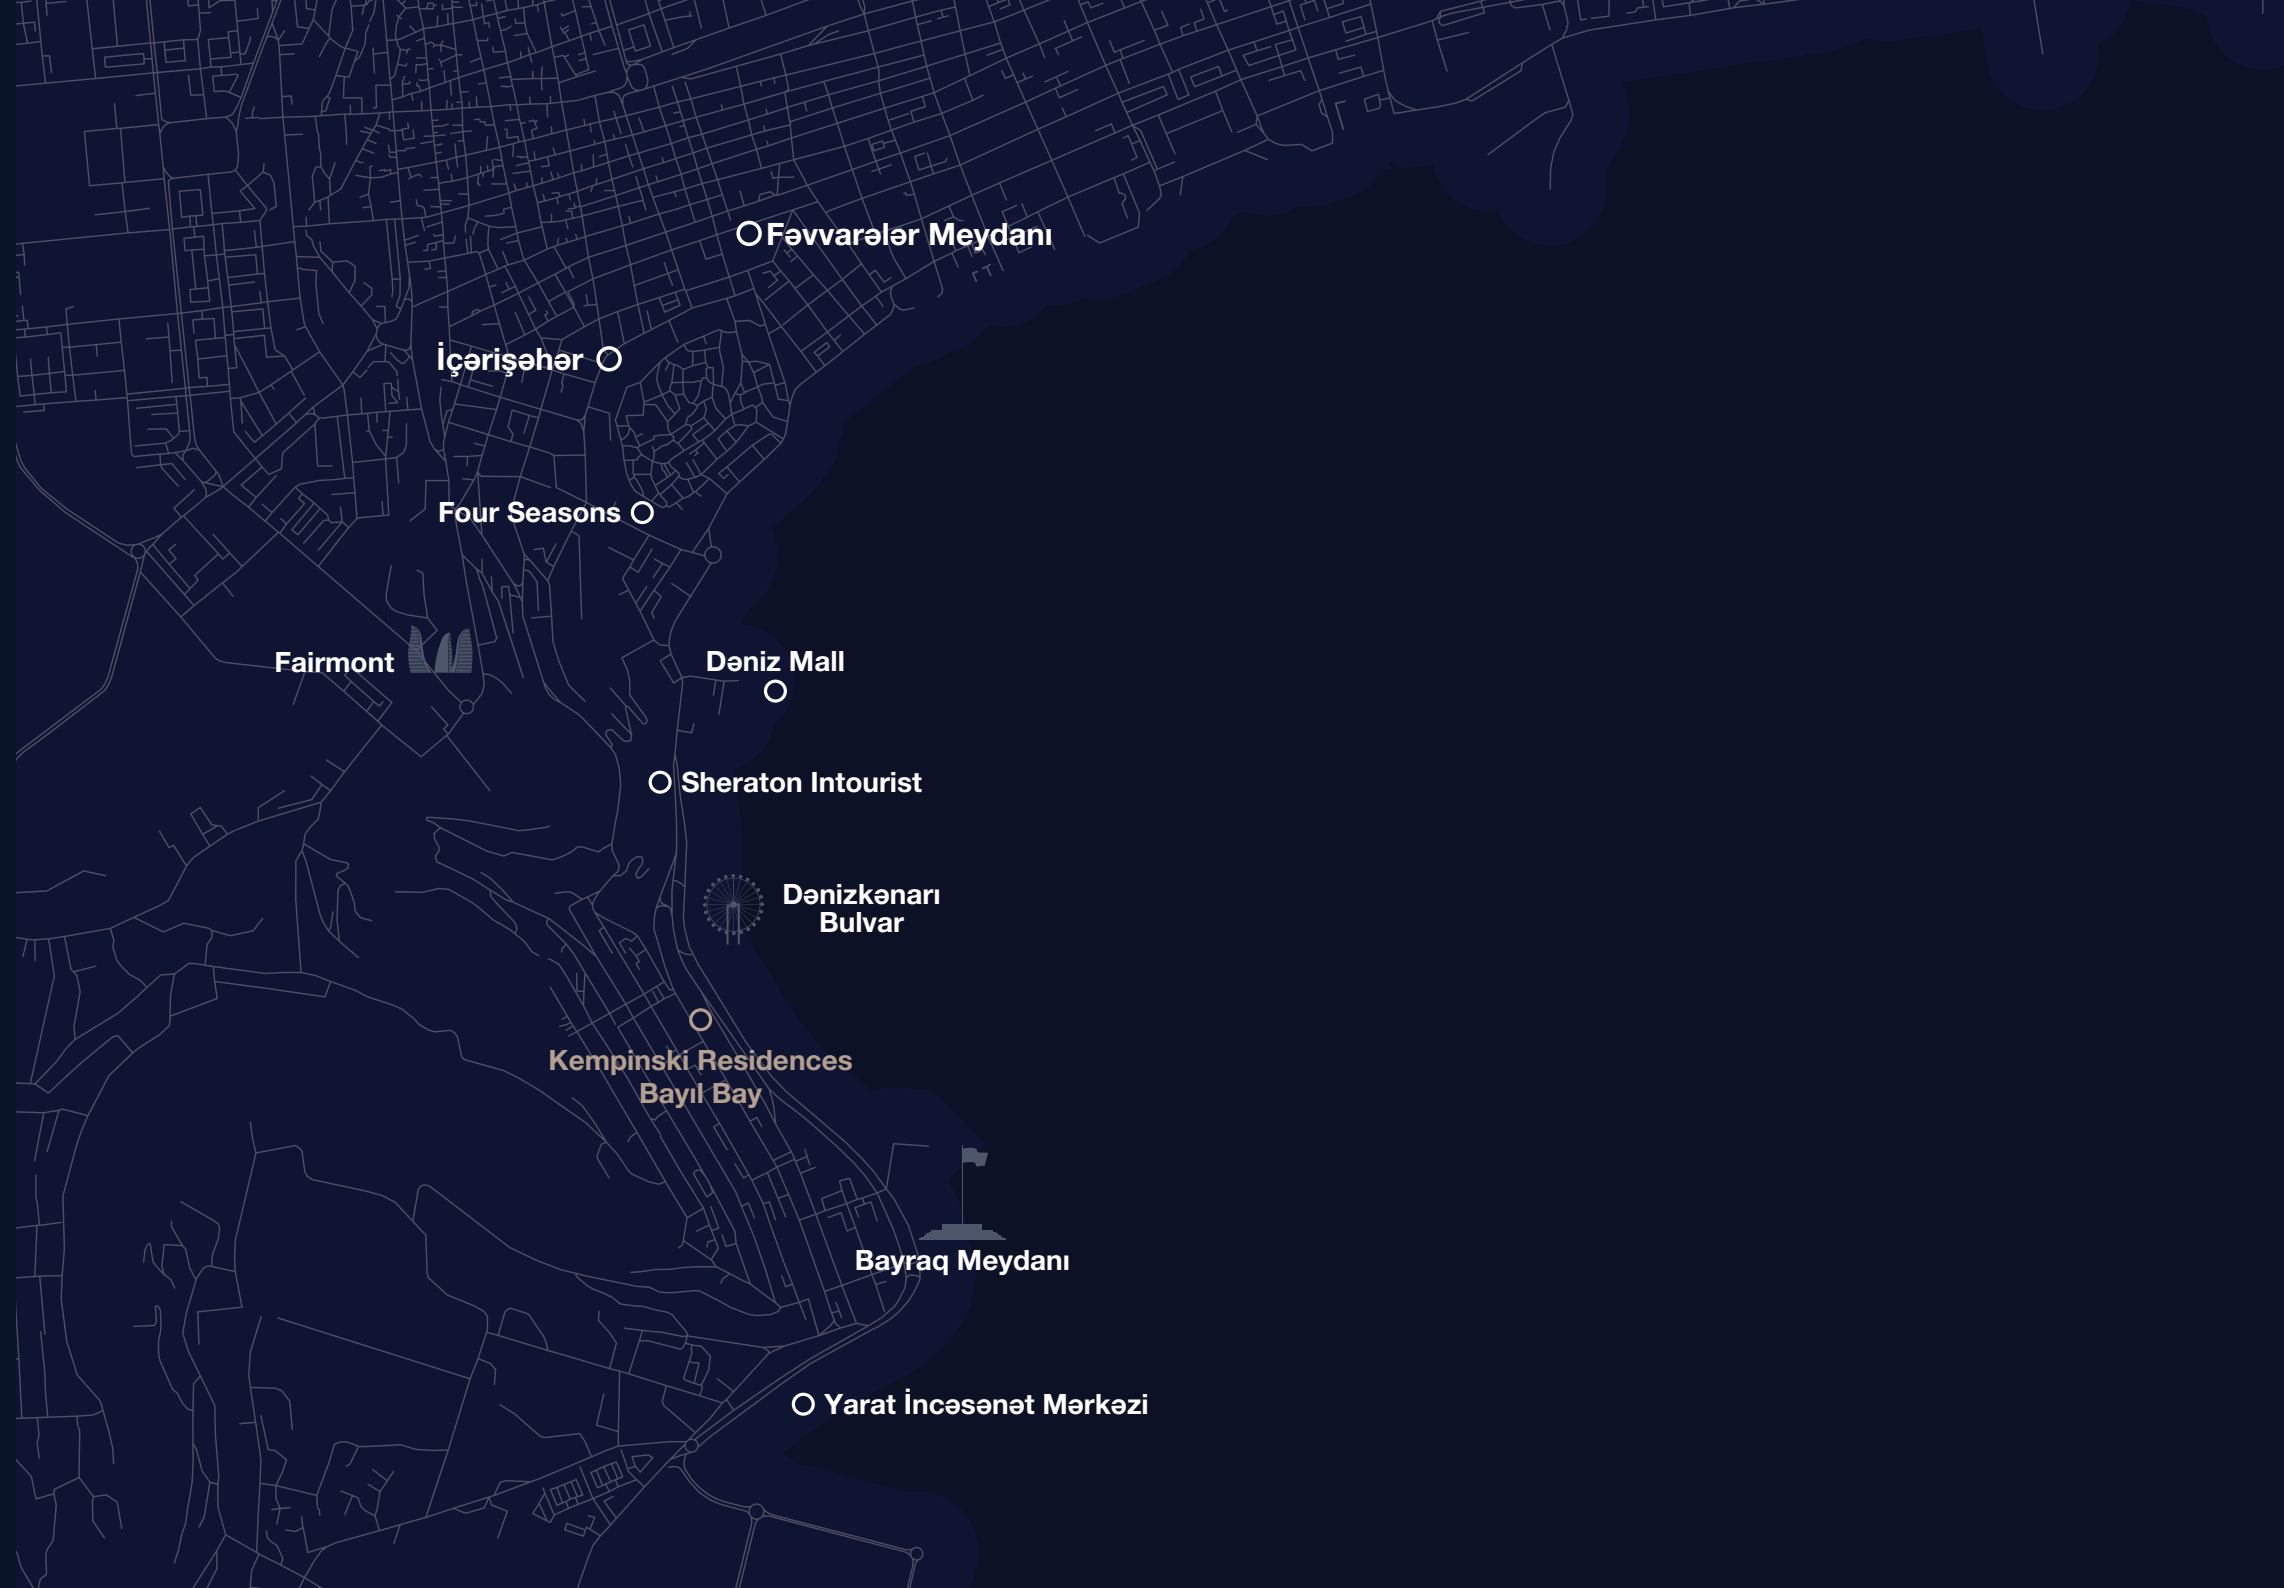 Fəvvarələr Meydanı
İçərişəhər
Four Seasons
Fairmont
Dəniz Mall
Sheraton Intourist
Dənizkənarı
Bulvar
Kempinski Residences
Bayıl Bay
Bayraq Meydanı
Yarat İncəsənət Mərkəzi